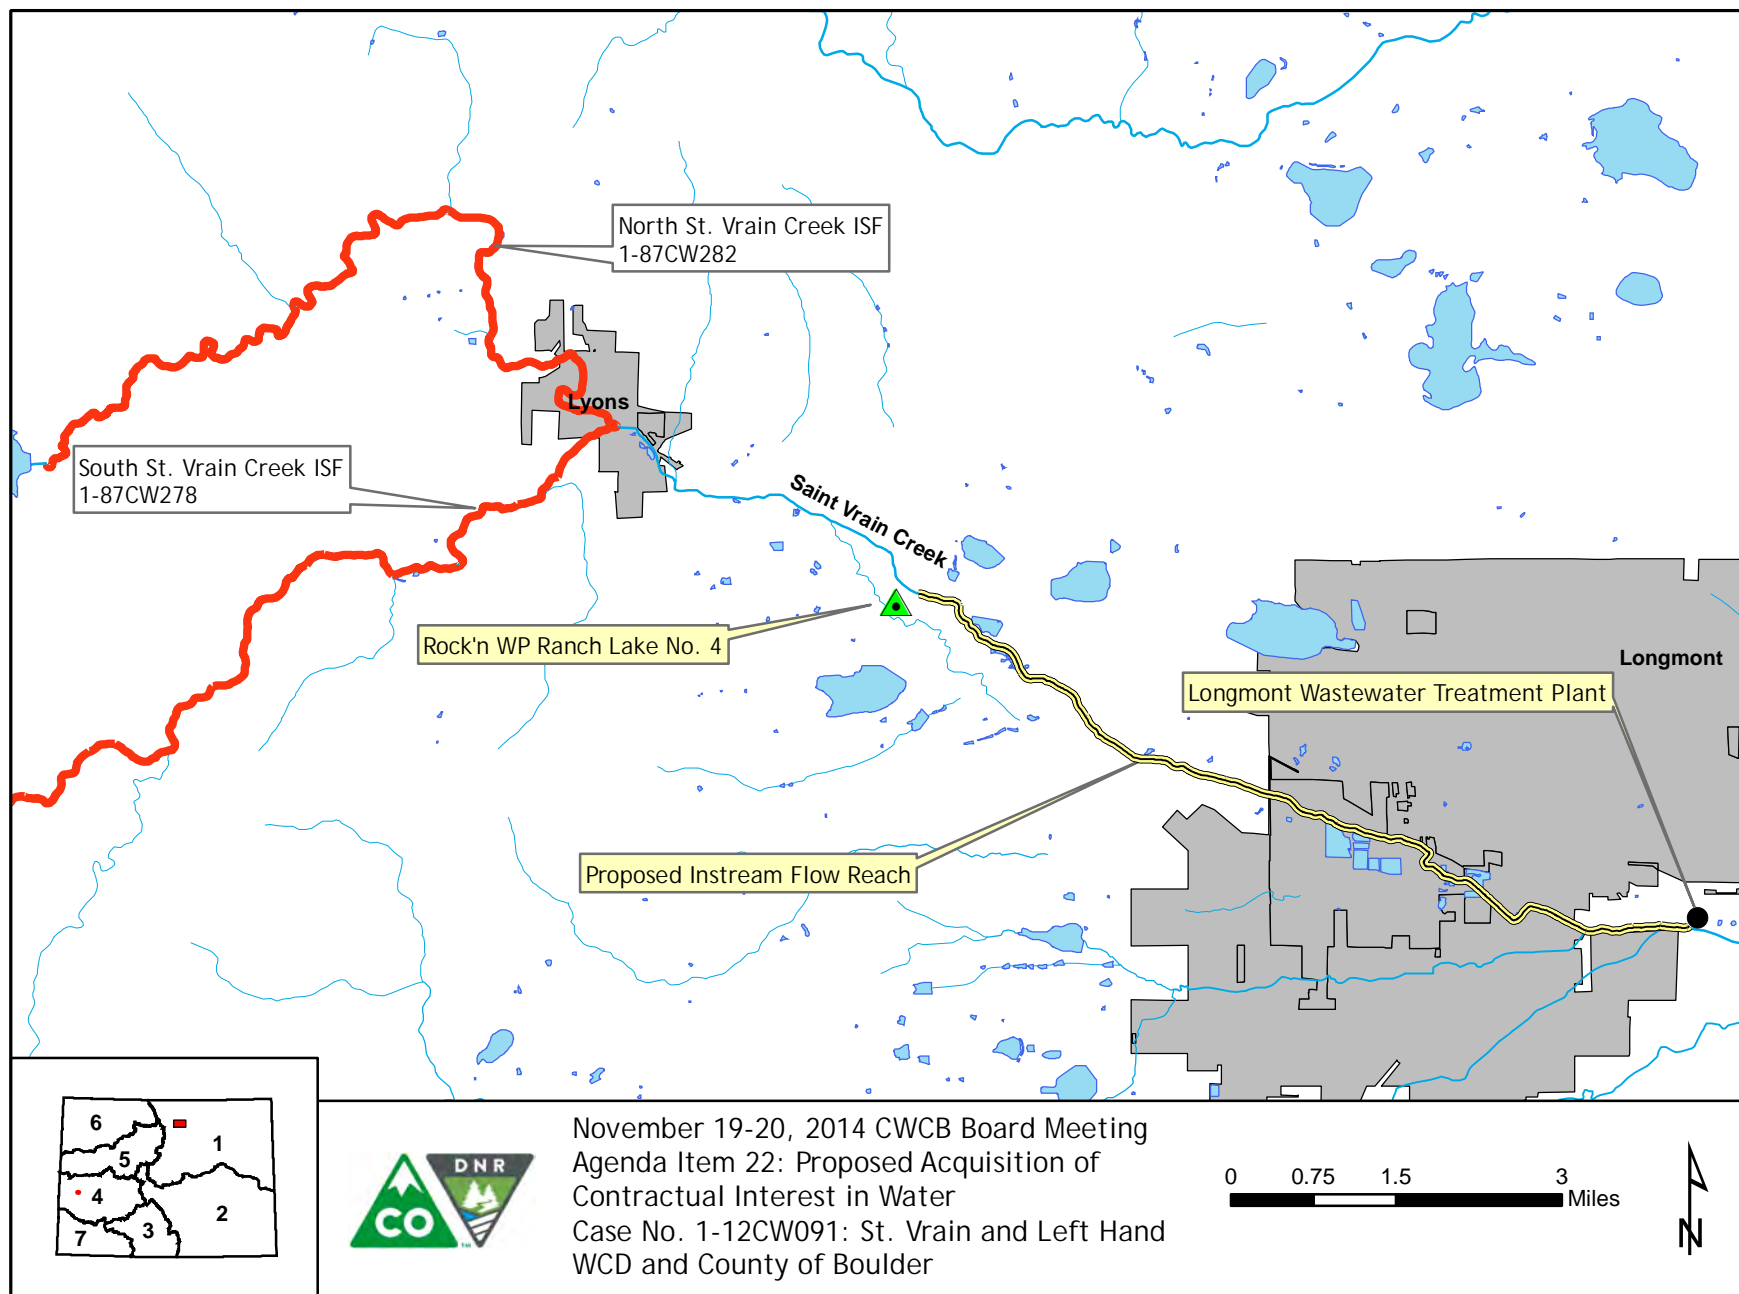 North St. Vrain Creek ISF
1-87CW282
Lyons
South St. Vrain Creek ISF
1-87CW278
Saint Vrain Creek
Rock'n WP Ranch Lake No. 4
Longmont
Longmont Wastewater Treatment Plant
Proposed Instream Flow Reach
6
1
5
4
2
3
7
CO
TM
DNR
November 19-20, 2014 CWCB Board Meeting
Agenda Item 22: Proposed Acquisition of
Contractual Interest in Water
Case No. 1-12CW091: St. Vrain and Left Hand
WCD and County of Boulder
0 0.75 1.5 3
Miles
N